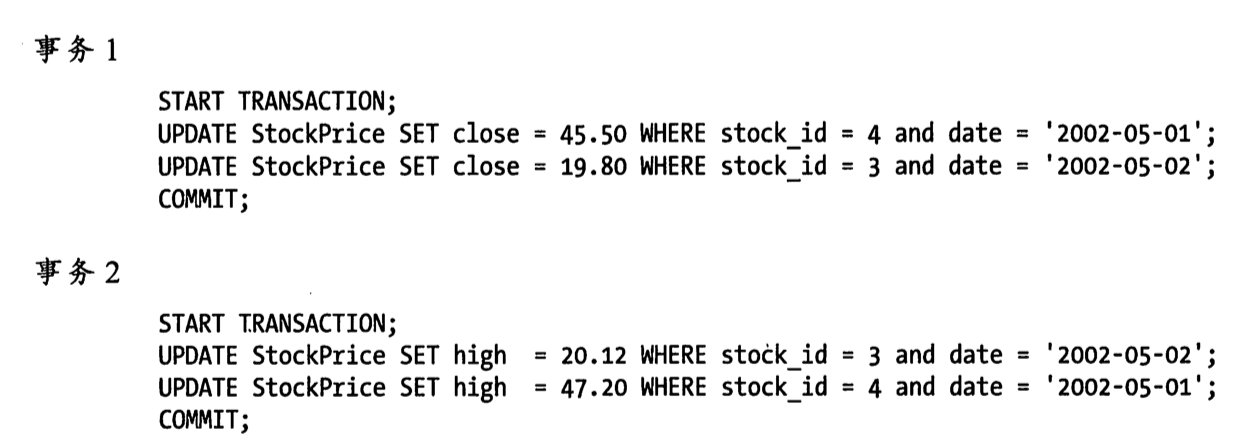 事务 1
START TRANSACTION;
UPDATE StockPrice SET close = 45.50 WHERE stock_id = 4 and date = '2002-05-01';
UPDATE StockPrice SET close = 19.80 WHERE stock_id = 3 and date = '2002-05-02';
COMMIT;
事务 2
START TRANSACTION;
UPDATE StockPrice SET high  = 20.12 WHERE stock_id = 3 and date = '2002-05-02';
UPDATE StockPrice SET high  = 47.20 WHERE stock_id = 4 and date = '2002-05-01';
COMMIT;